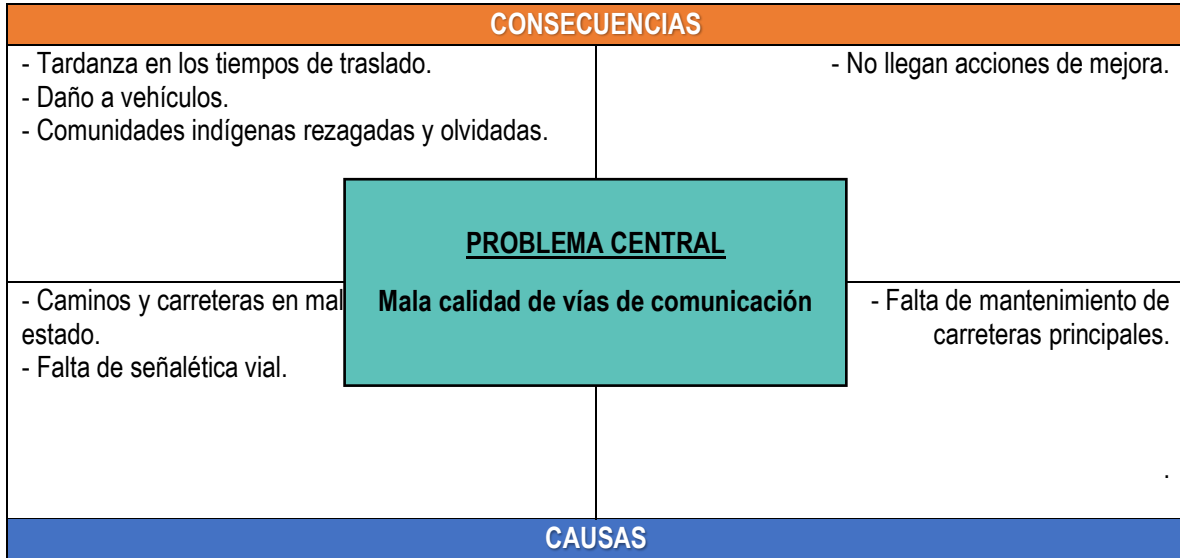 CONSECUENCIAS
- Tardanza en los tiempos de traslado.
- Daño a vehículos.
- Comunidades indígenas rezagadas y olvidadas.
- No llegan acciones de mejora.
PROBLEMA CENTRAL
Mala calidad de vías de comunicación
- Caminos y carreteras en mal
estado.
- Falta de señalética vial.
- Falta de mantenimiento de
carreteras principales.
.
CAUSAS